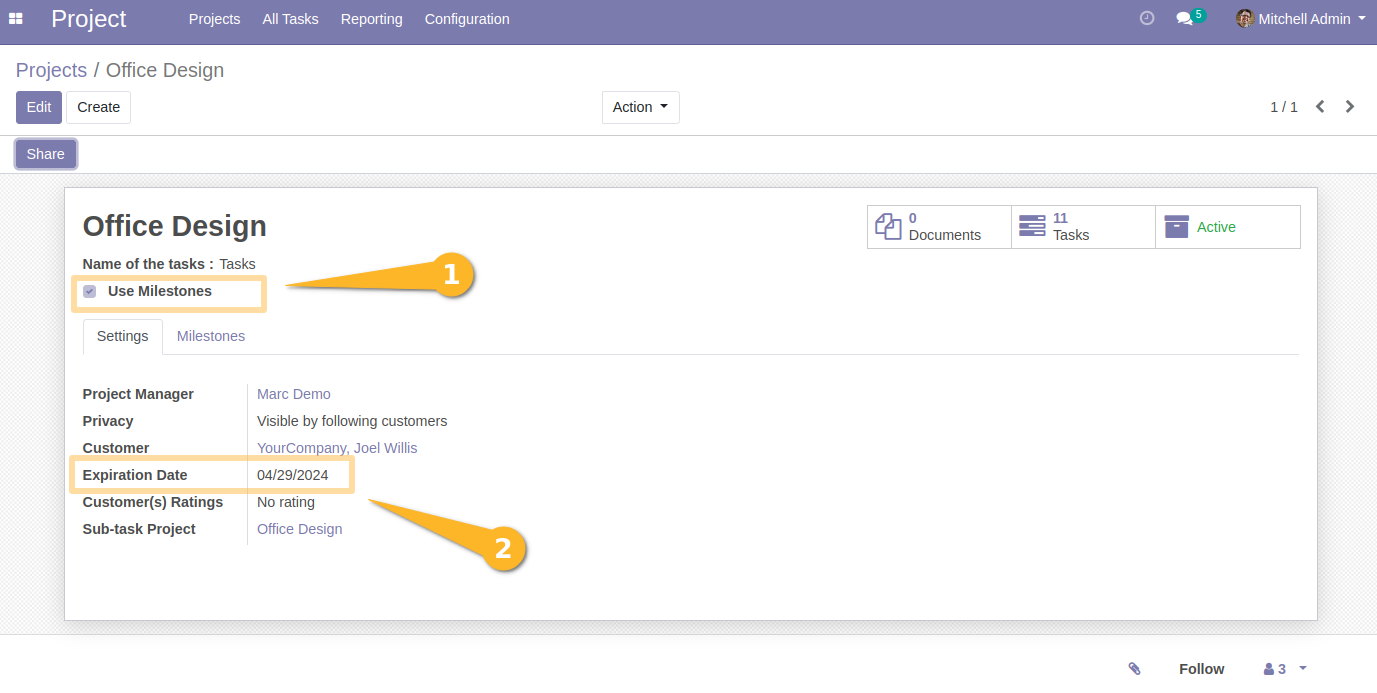 Project Projects All Tasks Reporting Configuration 5 Mitchell Admin
Projects / Office Design
Edit Create Action 1 / 1
Share
Office Design
0 Documents
11 Tasks
Active
Name of the tasks : Tasks
Use Milestones
1
Settings Milestones
Project Manager Marc Demo
Privacy Visible by following customers
Customer YourCompany, Joel Willis
Expiration Date 04/29/2024
Customer(s) Ratings No rating
Sub-task Project Office Design
2
Follow 3